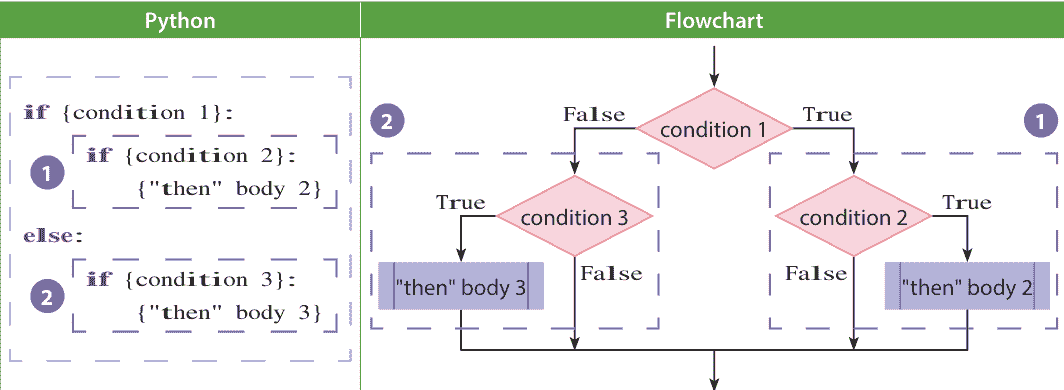 Python
Flowchart
if {condition 1}:
1
if {condition 2}:
{"then" body 2}
else:
2
if {condition 3}:
{"then" body 3}
2
False
condition 1
True
1
True
condition 3
False
"then" body 3
condition 2
True
False
"then" body 2